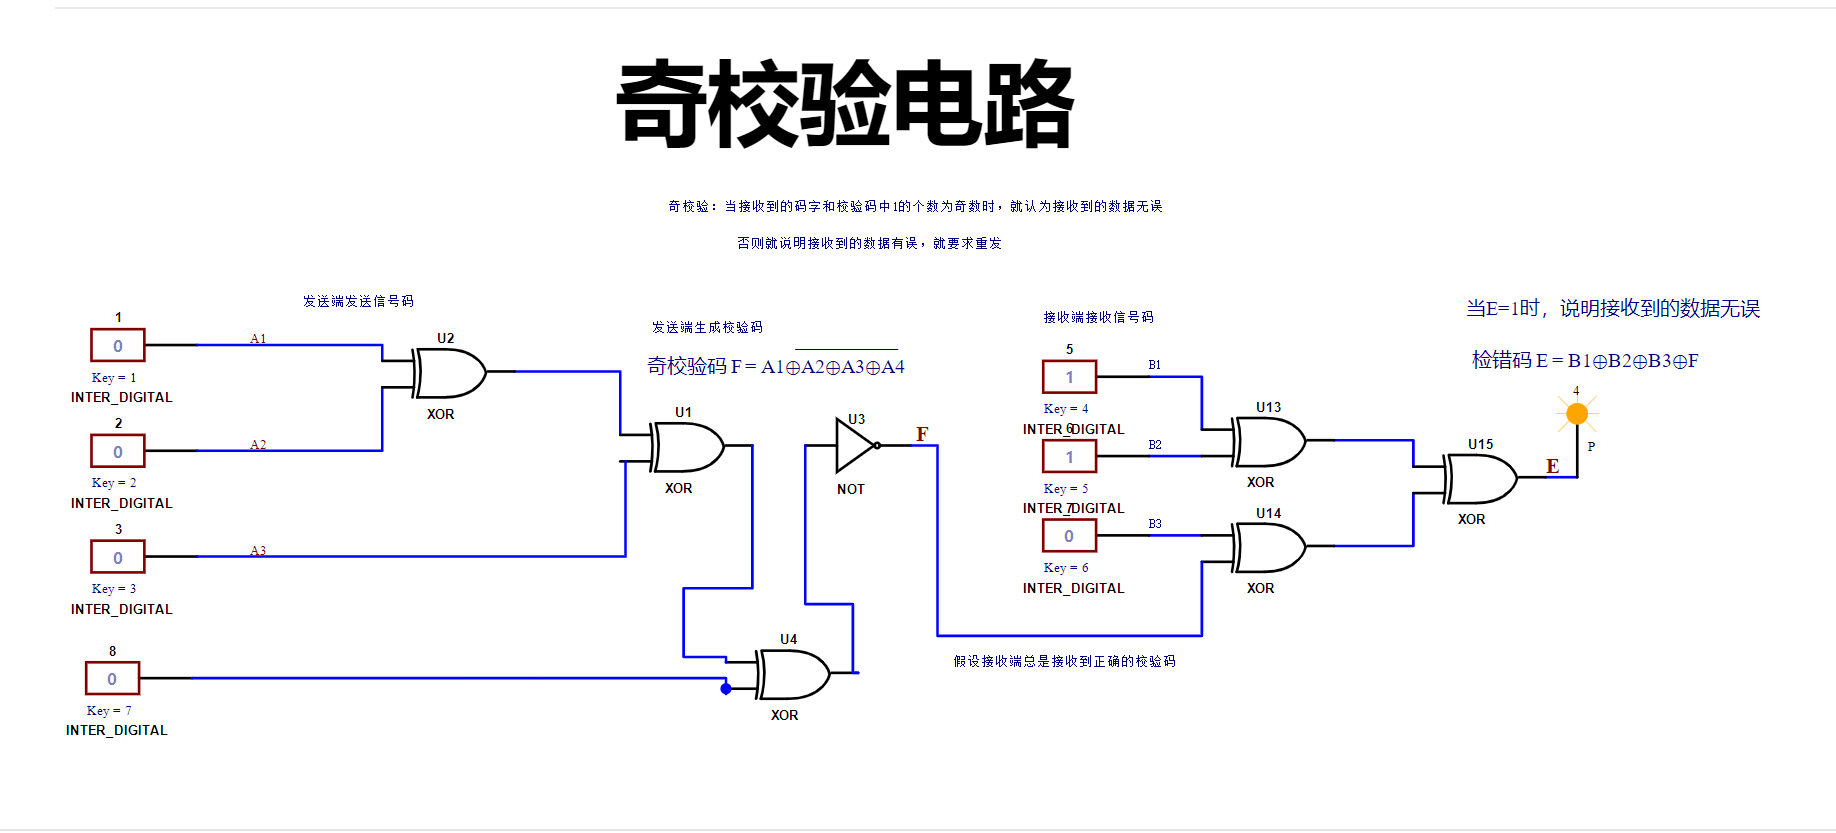 奇校验电路
奇校验：当接收到的码字和校验码中1的个数为奇数时，就认为接收到的数据无误
否则就说明接收到的数据有误，就要求重发
发送端发送信号码
1
0
A1
Key = 1
INTER_DIGITAL
2
0
A2
Key = 2
INTER_DIGITAL
3
0
A3
Key = 3
INTER_DIGITAL
8
0
Key = 7
INTER_DIGITAL
U2
XOR
发送端生成校验码
奇校验码 F = A1⊕A2⊕A3⊕A4
U1
XOR
U3
NOT
F
U4
XOR
假设接收端总是接收到正确的校验码
接收端接收信号码
5
1
B1
Key = 4
INTER_DIGITAL
6
1
B2
Key = 5
INTER_DIGITAL
7
0
B3
Key = 6
INTER_DIGITAL
U13
XOR
U14
XOR
当E=1时，说明接收到的数据无误
检错码 E = B1⊕B2⊕B3⊕F
4
P
U15
E
XOR